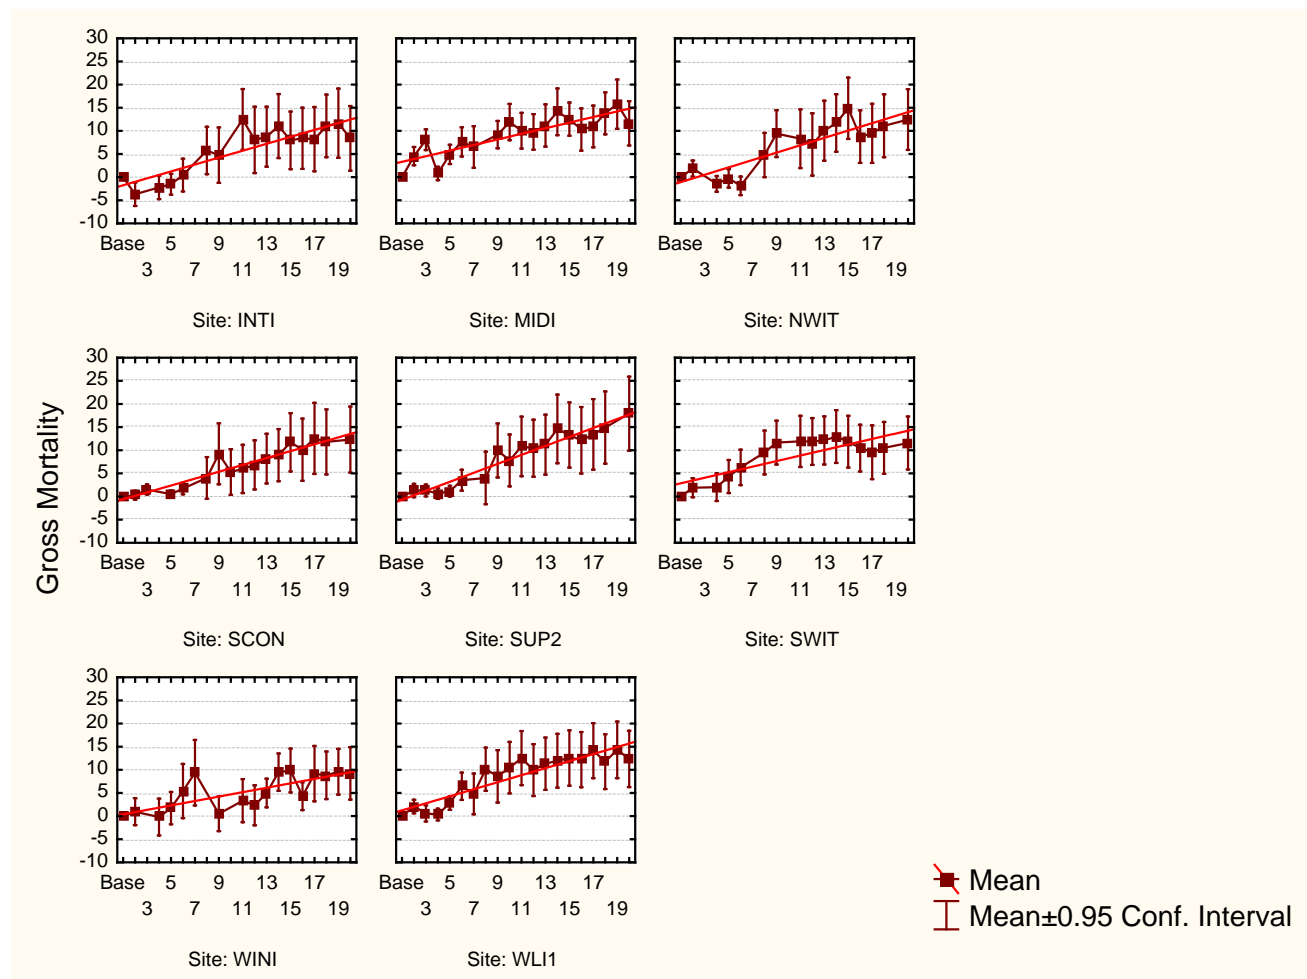 Gross Mortality
30
25
20
15
10
5
0
-5
-10
Base 5 9 13 17
3 7 11 15 19
Site: INTI
Base 5 9 13 17
3 7 11 15 19
Site: MIDI
Base 5 9 13 17
3 7 11 15 19
Site: NWIT
30
25
20
15
10
5
0
-5
-10
Base 5 9 13 17
3 7 11 15 19
Site: SCON
Base 5 9 13 17
3 7 11 15 19
Site: SUP2
Base 5 9 13 17
3 7 11 15 19
Site: SWIT
30
25
20
15
10
5
0
-5
-10
Base 5 9 13 17
3 7 11 15 19
Site: WINI
Base 5 9 13 17
3 7 11 15 19
Site: WLI1
Mean
Mean±0.95 Conf. Interval